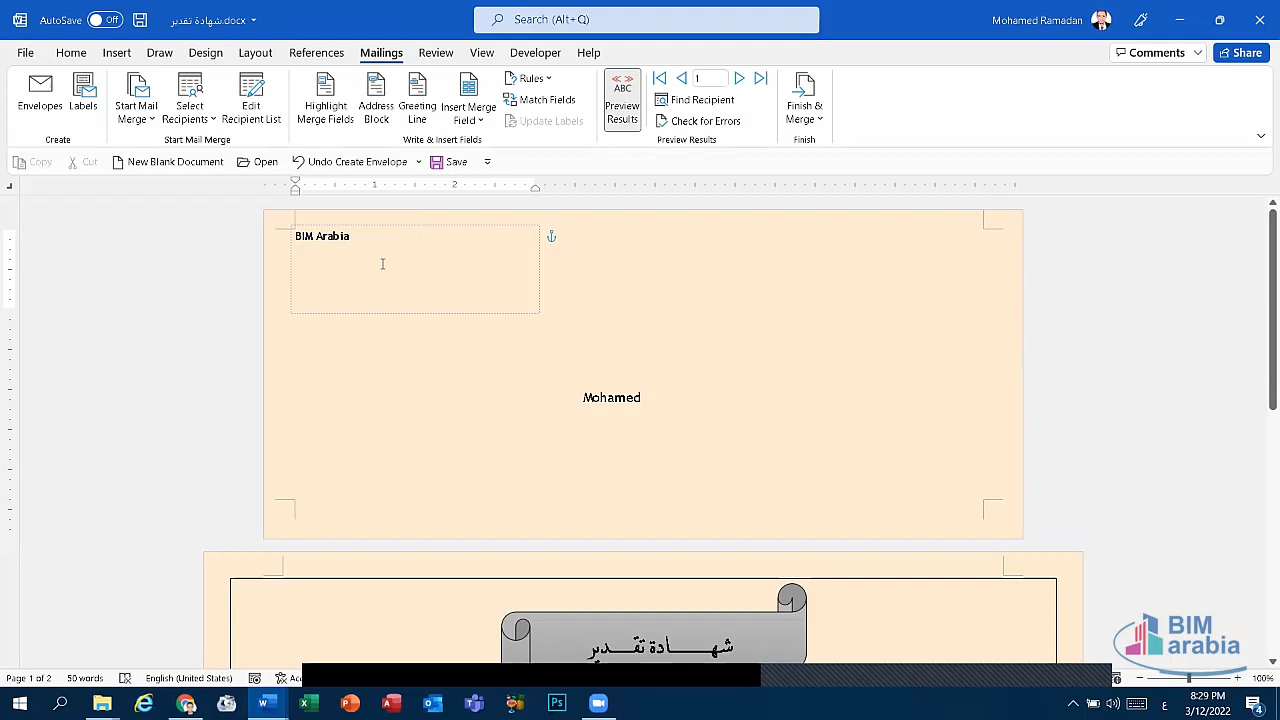 AutoSave Off شهادة تقدير.docx Search (Alt+Q) Mohamed Ramadan
File Home Insert Draw Design Layout References Mailings Review View Developer Help Comments Share
Envelopes Labels
Create
Start Mail Merge Select Recipients Edit Recipient List
Start Mail Merge
Highlight Merge Fields Address Block Greeting Line Insert Merge Field
Rules
Match Fields
Update Labels
Write & Insert Fields
ABC Preview Results
1
Find Recipient
Check for Errors
Preview Results
Finish & Merge
Finish
Copy Cut New Blank Document Open Undo Create Envelope Save
1 2
BIM Arabia
Mohamed
شهـــــــادة تقـــدير
BIM arabia
Page 1 of 2 50 words English (United States) 100%
8:29 PM
3/12/2022